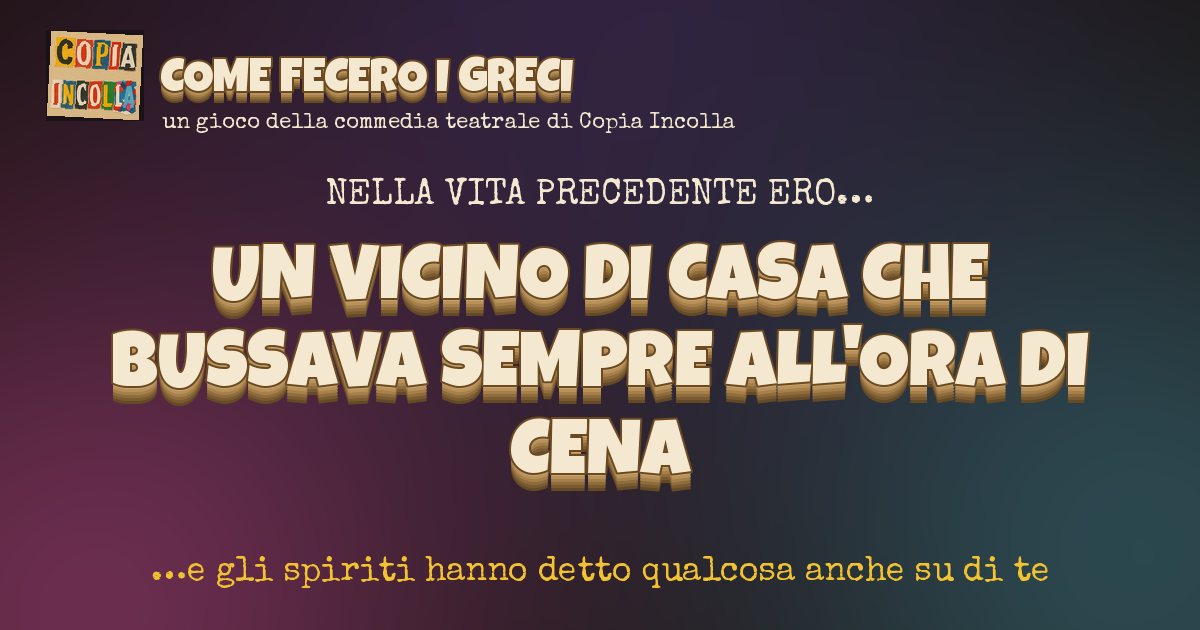 COPIA
INCOLLA
COME FECERO I GRECI
un gioco della commedia teatrale di Copia Incolla
NELLA VITA PRECEDENTE ERO...
UN VICINO DI CASA CHE
BUSSAVA SEMPRE ALL'ORA DI
CENA
...e gli spiriti hanno detto qualcosa anche su di te